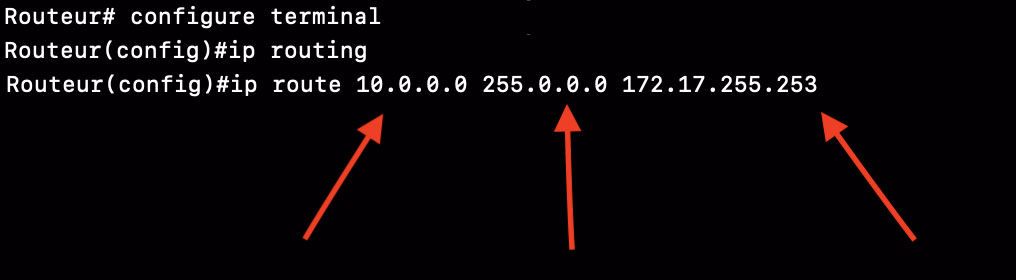 Routeur# configure terminal
Routeur(config)#ip routing
Routeur(config)#ip route 10.0.0.0 255.0.0.0 172.17.255.253